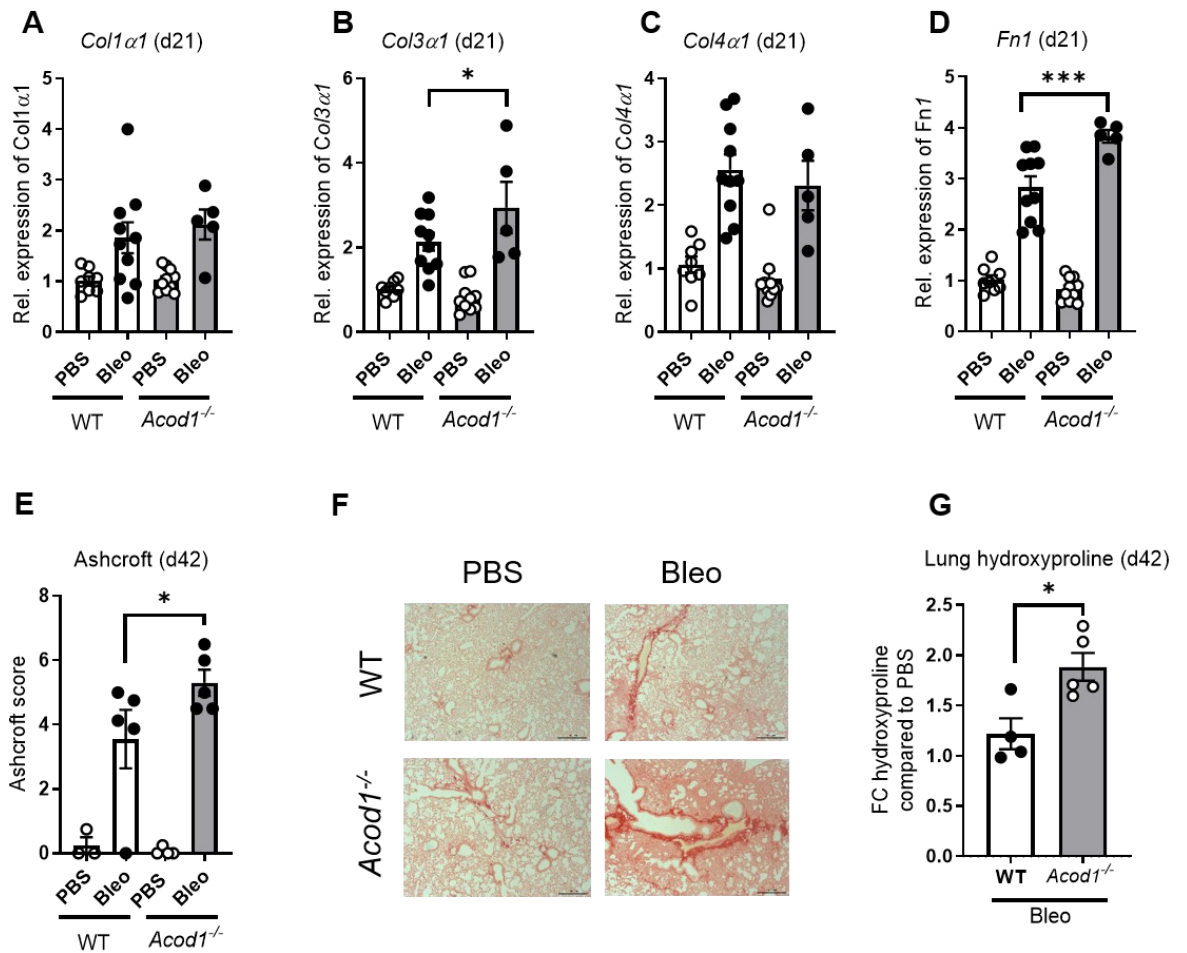 A
Col1α1 (d21)
Rel. expression of Col1α1
5
4
3
2
1
0
PBS
Bleo
PBS
Bleo
WT
Acod1-/-
B
Col3α1 (d21)
*
Rel. expression of Col3α1
6
4
2
0
PBS
Bleo
PBS
Bleo
WT
Acod1-/-
C
Col4α1 (d21)
Rel. expression of Col4α1
4
3
2
1
0
PBS
Bleo
PBS
Bleo
WT
Acod1-/-
D
Fn1 (d21)
***
Rel. expression of Fn1
5
4
3
2
1
0
PBS
Bleo
PBS
Bleo
WT
Acod1-/-
E
Ashcroft (d42)
*
Ashcroft score
8
6
4
2
0
PBS
Bleo
PBS
Bleo
WT
Acod1-/-
F
PBS
Bleo
WT
Acod1-/-
G
Lung hydroxyproline (d42)
*
FC hydroxyproline
compared to PBS
2.5
2.0
1.5
1.0
0.5
0.0
WT
Acod1-/-
Bleo